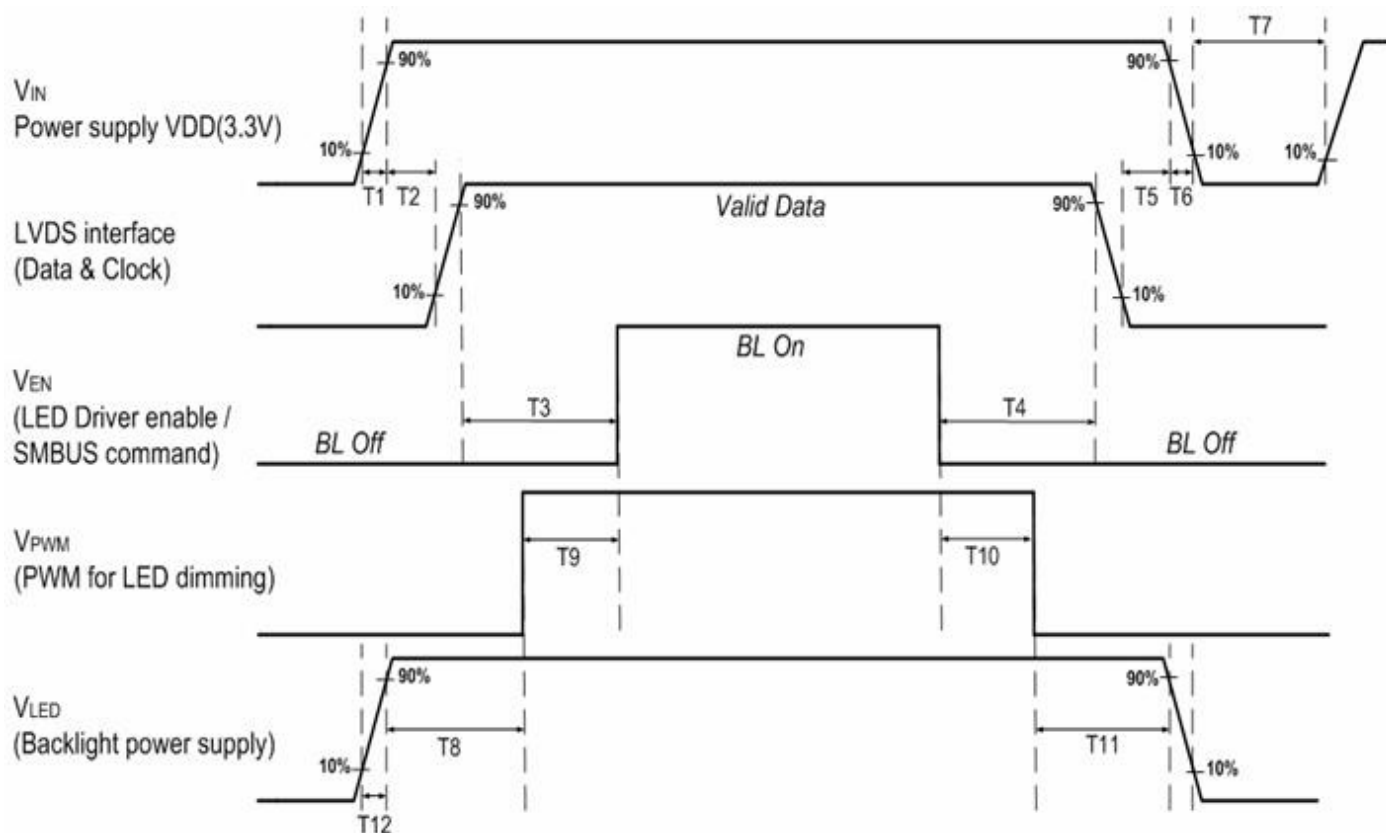 T7
90%
90%
VIN
Power supply VDD(3.3V)
10%
10%
10%
T1
T2
T5
T6
90%
Valid Data
90%
LVDS interface
(Data & Clock)
10%
10%
BL On
VEN
(LED Driver enable /
SMBUS command)
T3
T4
BL Off
BL Off
VPWM
(PWM for LED dimming)
T9
T10
90%
90%
VLED
(Backlight power supply)
T8
T11
10%
10%
T12